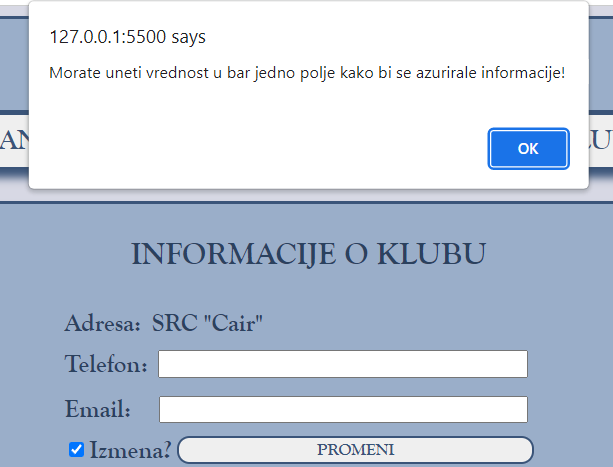 127.0.0.1:5500 says
Morate uneti vrednost u bar jedno polje kako bi se azurirale informacije!
OK
INFORMACIJE O KLUBU
Adresa: SRC "Cair"
Telefon:
Email:
Izmena? PROMENI